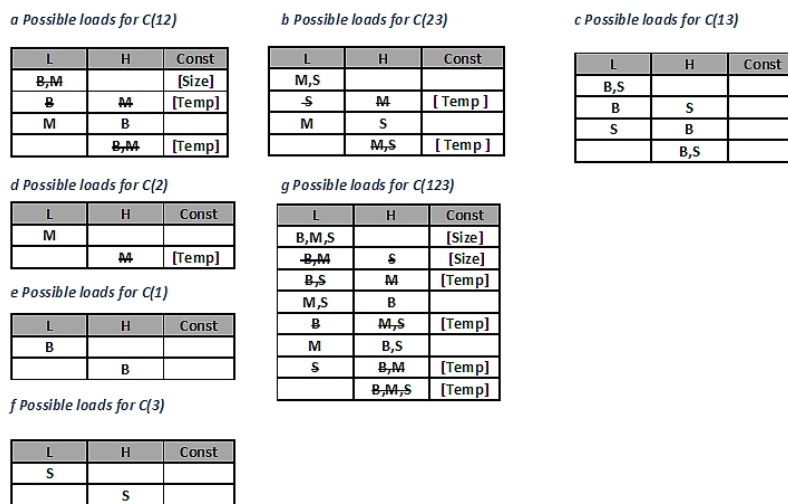 a Possible loads for C(12)
L H Const
B,M [Size]
B M [Temp]
M B
B,M [Temp]
b Possible loads for C(23)
L H Const
M,S
S M [ Temp ]
M S
M,S [ Temp ]
c Possible loads for C(13)
L H Const
B,S
B S
S B
B,S
d Possible loads for C(2)
L H Const
M
M [Temp]
e Possible loads for C(1)
L H Const
B
B
f Possible loads for C(3)
L H Const
S
S
g Possible loads for C(123)
L H Const
B,M,S [Size]
B,M S [Size]
B,S M [Temp]
M,S B
B M,S [Temp]
M B,S
S B,M [Temp]
B,M,S [Temp]